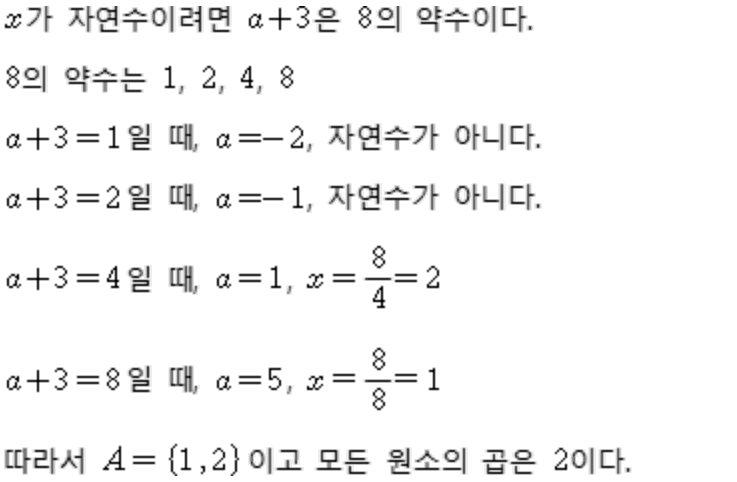 x가 자연수이려면 a+3은 8의 약수이다.
8의 약수는 1, 2, 4, 8
a+3=1일 때, a=-2, 자연수가 아니다.
a+3=2일 때, a=-1, 자연수가 아니다.
a+3=4일 때, a=1, x=8/4=2
a+3=8일 때, a=5, x=8/8=1
따라서 A={1,2}이고 모든 원소의 곱은 2이다.